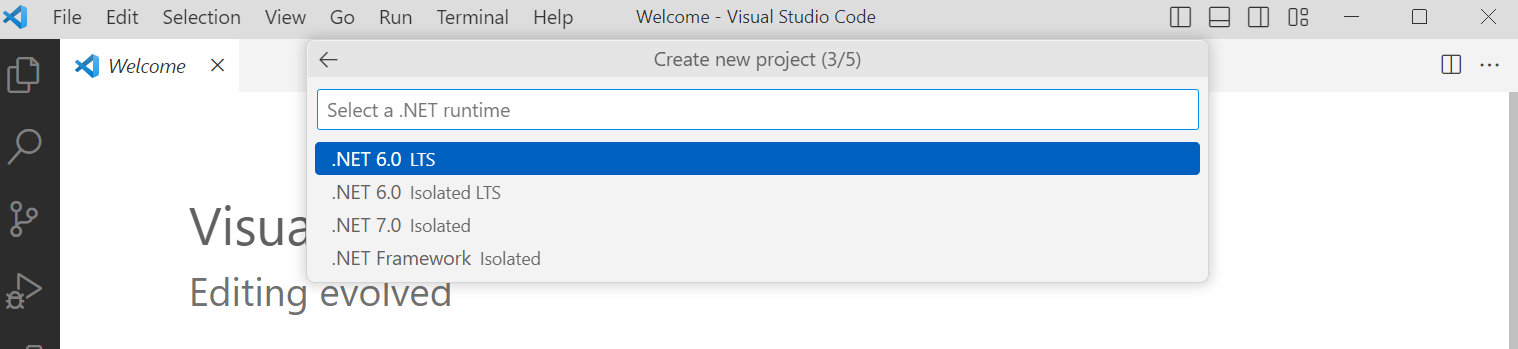 File Edit Selection View Go Run Terminal Help Welcome - Visual Studio Code
Welcome
Create new project (3/5)
Select a .NET runtime
.NET 6.0 LTS
.NET 6.0 Isolated LTS
.NET 7.0 Isolated
.NET Framework Isolated
Visua
Editing evolved